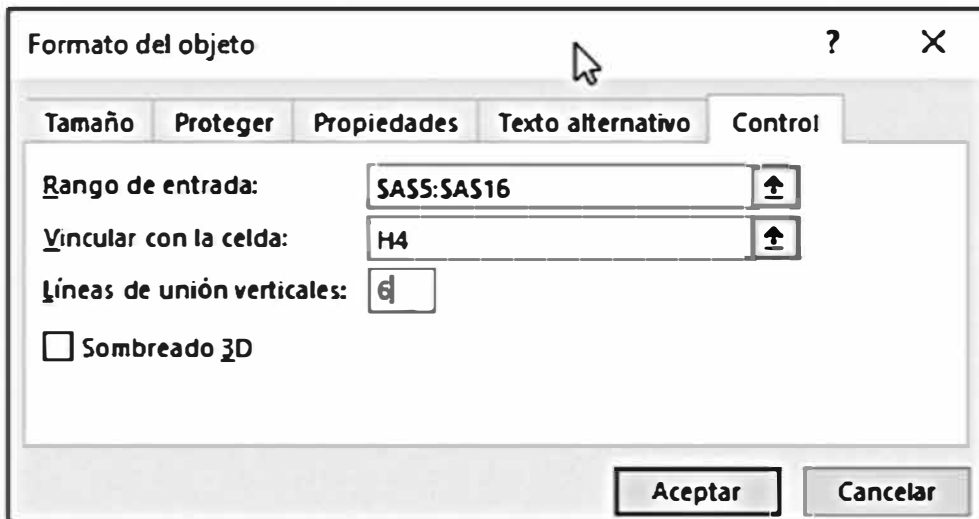 Formato del objeto ? X
Tamaño Proteger Propiedades Texto alternativo Control
Rango de entrada: $A$5:$A$16
Vincular con la celda: H4
Líneas de unión verticales: 6
Sombreado 3D
Aceptar Cancelar